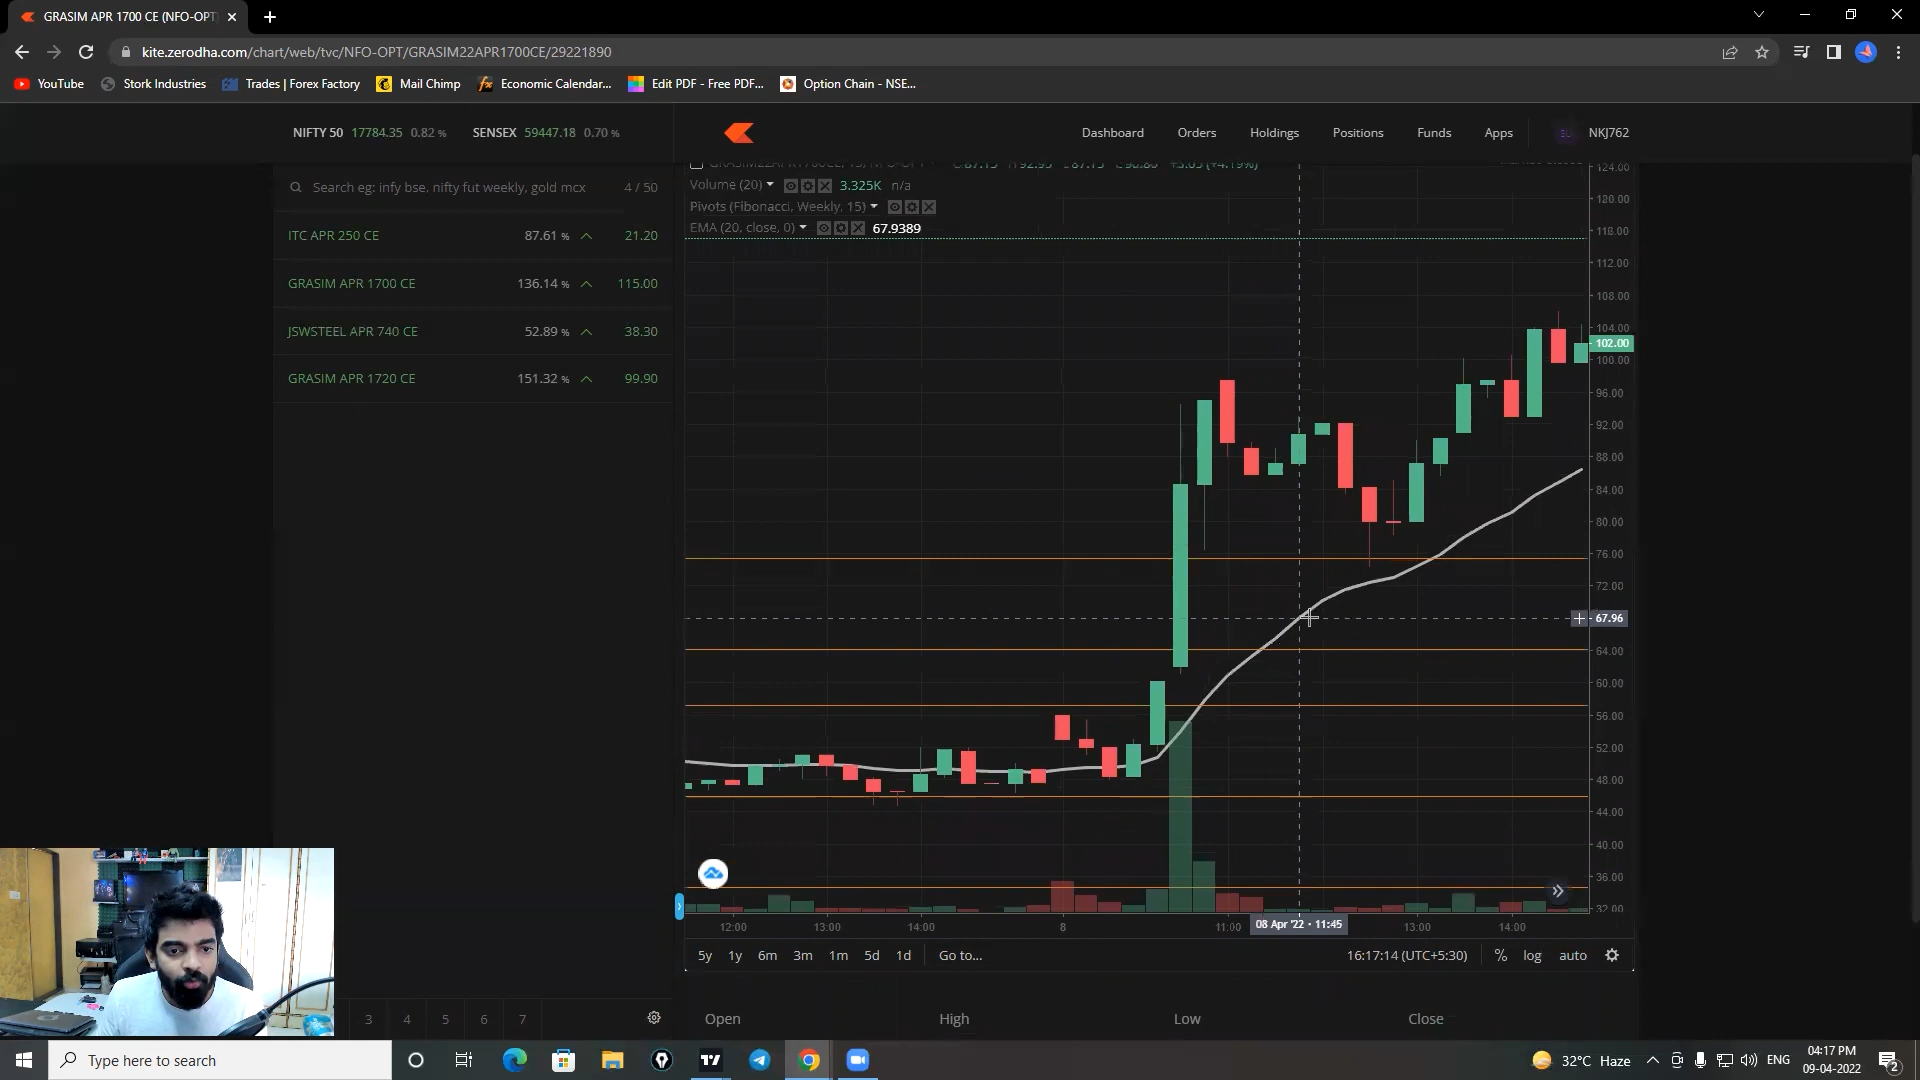 GRASIM APR 1700 CE (NFO-OPT
kite.zerodha.com/chart/web/tvc/NFO-OPT/GRASIM22APR1700CE/29221890
YouTube Stork Industries Trades | Forex Factory Mail Chimp Economic Calendar... Edit PDF - Free PDF... Option Chain - NSE...
NIFTY 50 17784.35 0.82 % SENSEX 59447.18 0.70 %
Dashboard Orders Holdings Positions Funds Apps NKJ762
Search eg: infy bse, nifty fut weekly, gold mcx 4 / 50
ITC APR 250 CE 87.61 % 21.20
GRASIM APR 1700 CE 136.14 % 115.00
JSWSTEEL APR 740 CE 52.89 % 38.30
GRASIM APR 1720 CE 151.32 % 99.90
Volume (20) 3.325K n/a
Pivots (Fibonacci, Weekly, 15)
EMA (20, close, 0) 67.9389
124.00
120.00
116.00
112.00
108.00
104.00
102.00
100.00
96.00
92.00
88.00
84.00
80.00
76.00
72.00
67.96
64.00
60.00
56.00
52.00
48.00
44.00
40.00
36.00
32.00
12:00 13:00 14:00 8 11:00 08 Apr '22 · 11:45 13:00 14:00
5y 1y 6m 3m 1m 5d 1d Go to... 16:17:14 (UTC+5:30) % log auto
3 4 5 6 7
Open High Low Close
Type here to search
32°C Haze ENG 04:17 PM
09-04-2022
2